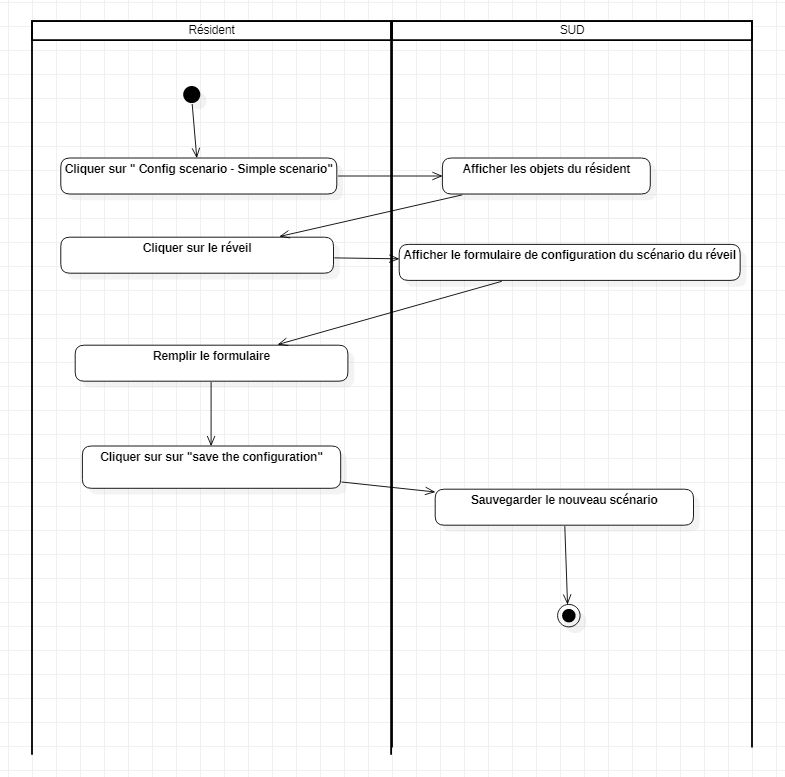 Résident
SUD
Cliquer sur " Config scenario - Simple scenario"
Afficher les objets du résident
Cliquer sur le réveil
Afficher le formulaire de configuration du scénario du réveil
Remplir le formulaire
Cliquer sur sur "save the configuration"
Sauvegarder le nouveau scénario